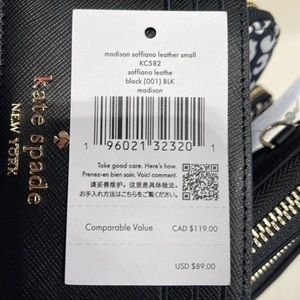 madison saffiano leather small
KC582
saffiano leathe
black (001) BLK
madison
1 96021 32320 1
Take good care. Here's how.
Prenez-en bien soin. Voici comment.
请妥善维护。这里是具体做法
お手入れ方法はこちらをご覧ください
Comparable Value
CAD $119.00
USD $89.00
kate spade
NEW YORK